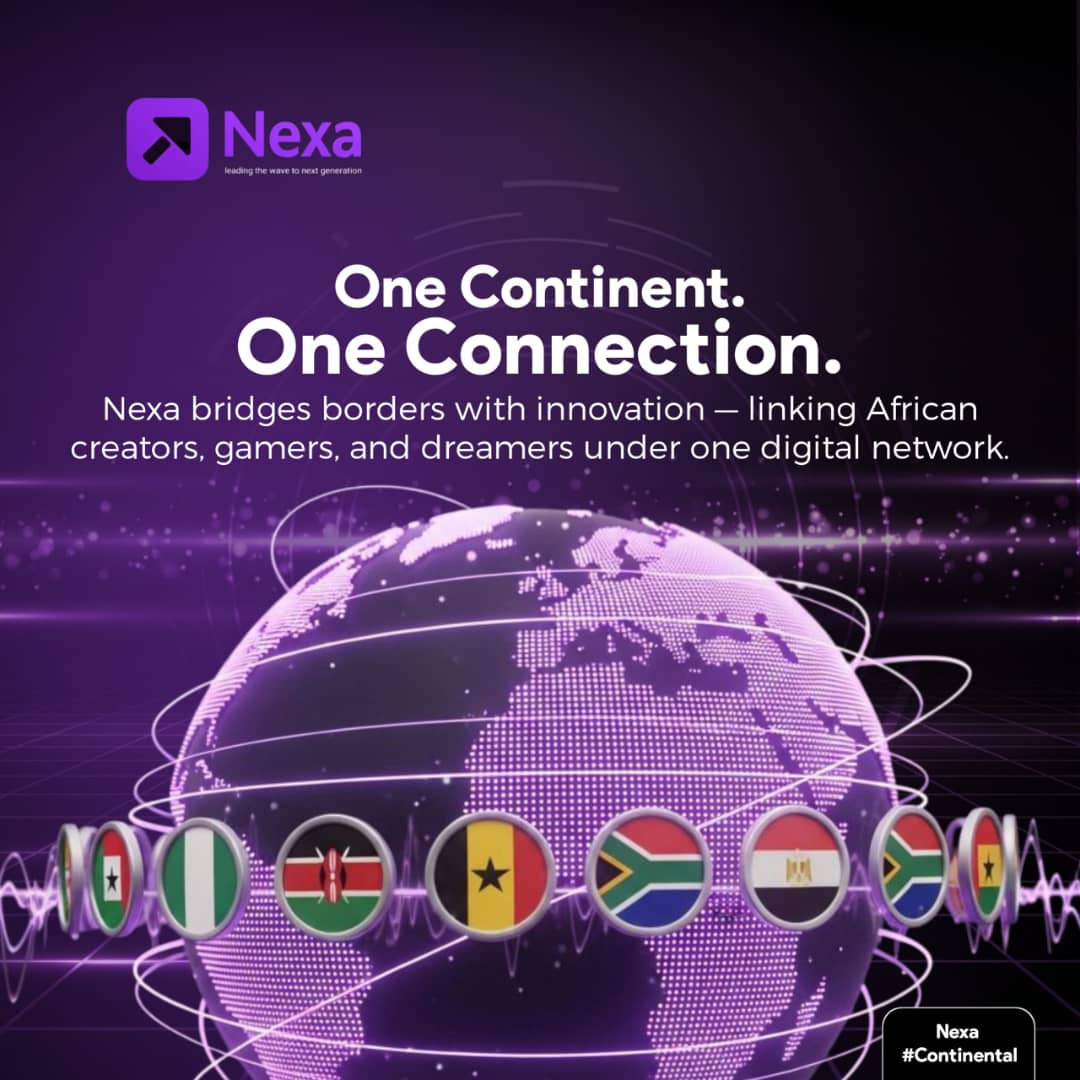 Nexa
leading the wave to next generation
One Continent.
One Connection.
Nexa bridges borders with innovation — linking African
creators, gamers, and dreamers under one digital network.
Nexa
#Continental